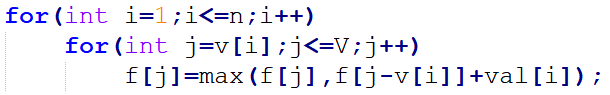 for(int i=1;i<=n;i++)
    for(int j=v[i];j<=V;j++)
        f[j]=max(f[j],f[j-v[i]]+val[i]);